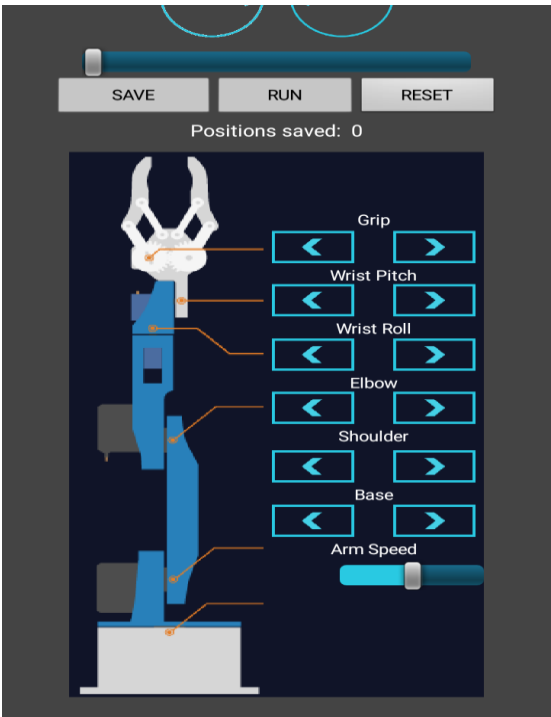 SAVE RUN RESET
Positions saved: 0
Grip
Wrist Pitch
Wrist Roll
Elbow
Shoulder
Base
Arm Speed